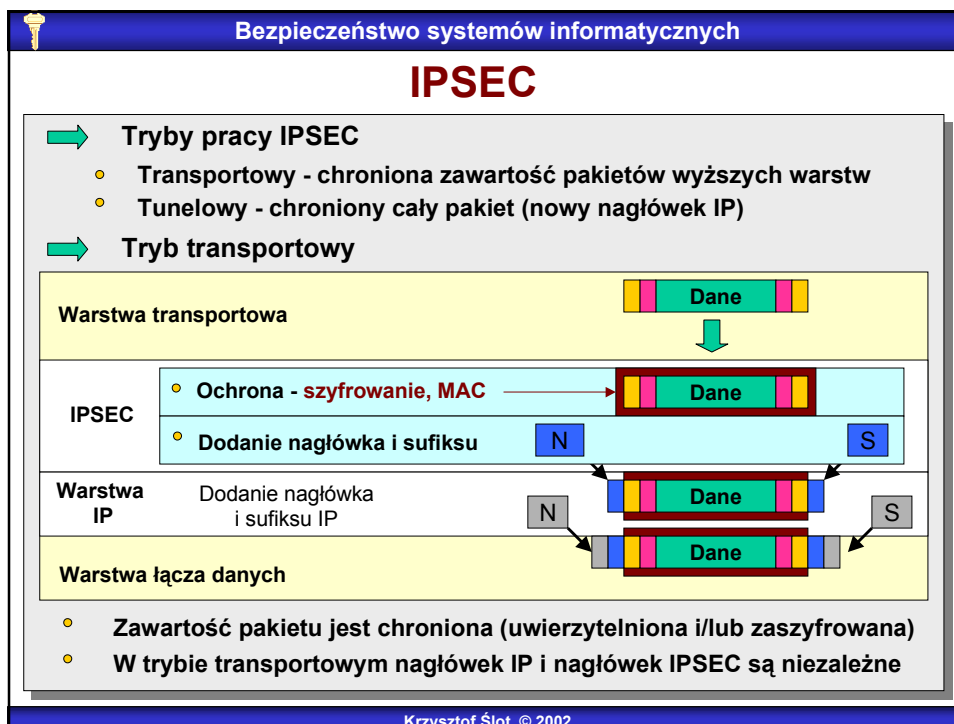 Bezpieczeństwo systemów informatycznych
IPSEC
Tryby pracy IPSEC
Transportowy - chroniona zawartość pakietów wyższych warstw
Tunelowy - chroniony cały pakiet (nowy nagłówek IP)
Tryb transportowy
Warstwa transportowa
Dane
IPSEC
Ochrona - szyfrowanie, MAC
Dane
Dodanie nagłówka i sufiksu
N
S
Warstwa
IP
Dodanie nagłówka
i sufiksu IP
Dane
N
S
Warstwa łącza danych
Dane
Zawartość pakietu jest chroniona (uwierzytelniona i/lub zaszyfrowana)
W trybie transportowym nagłówek IP i nagłówek IPSEC są niezależne
Krzysztof Ślot, © 2002